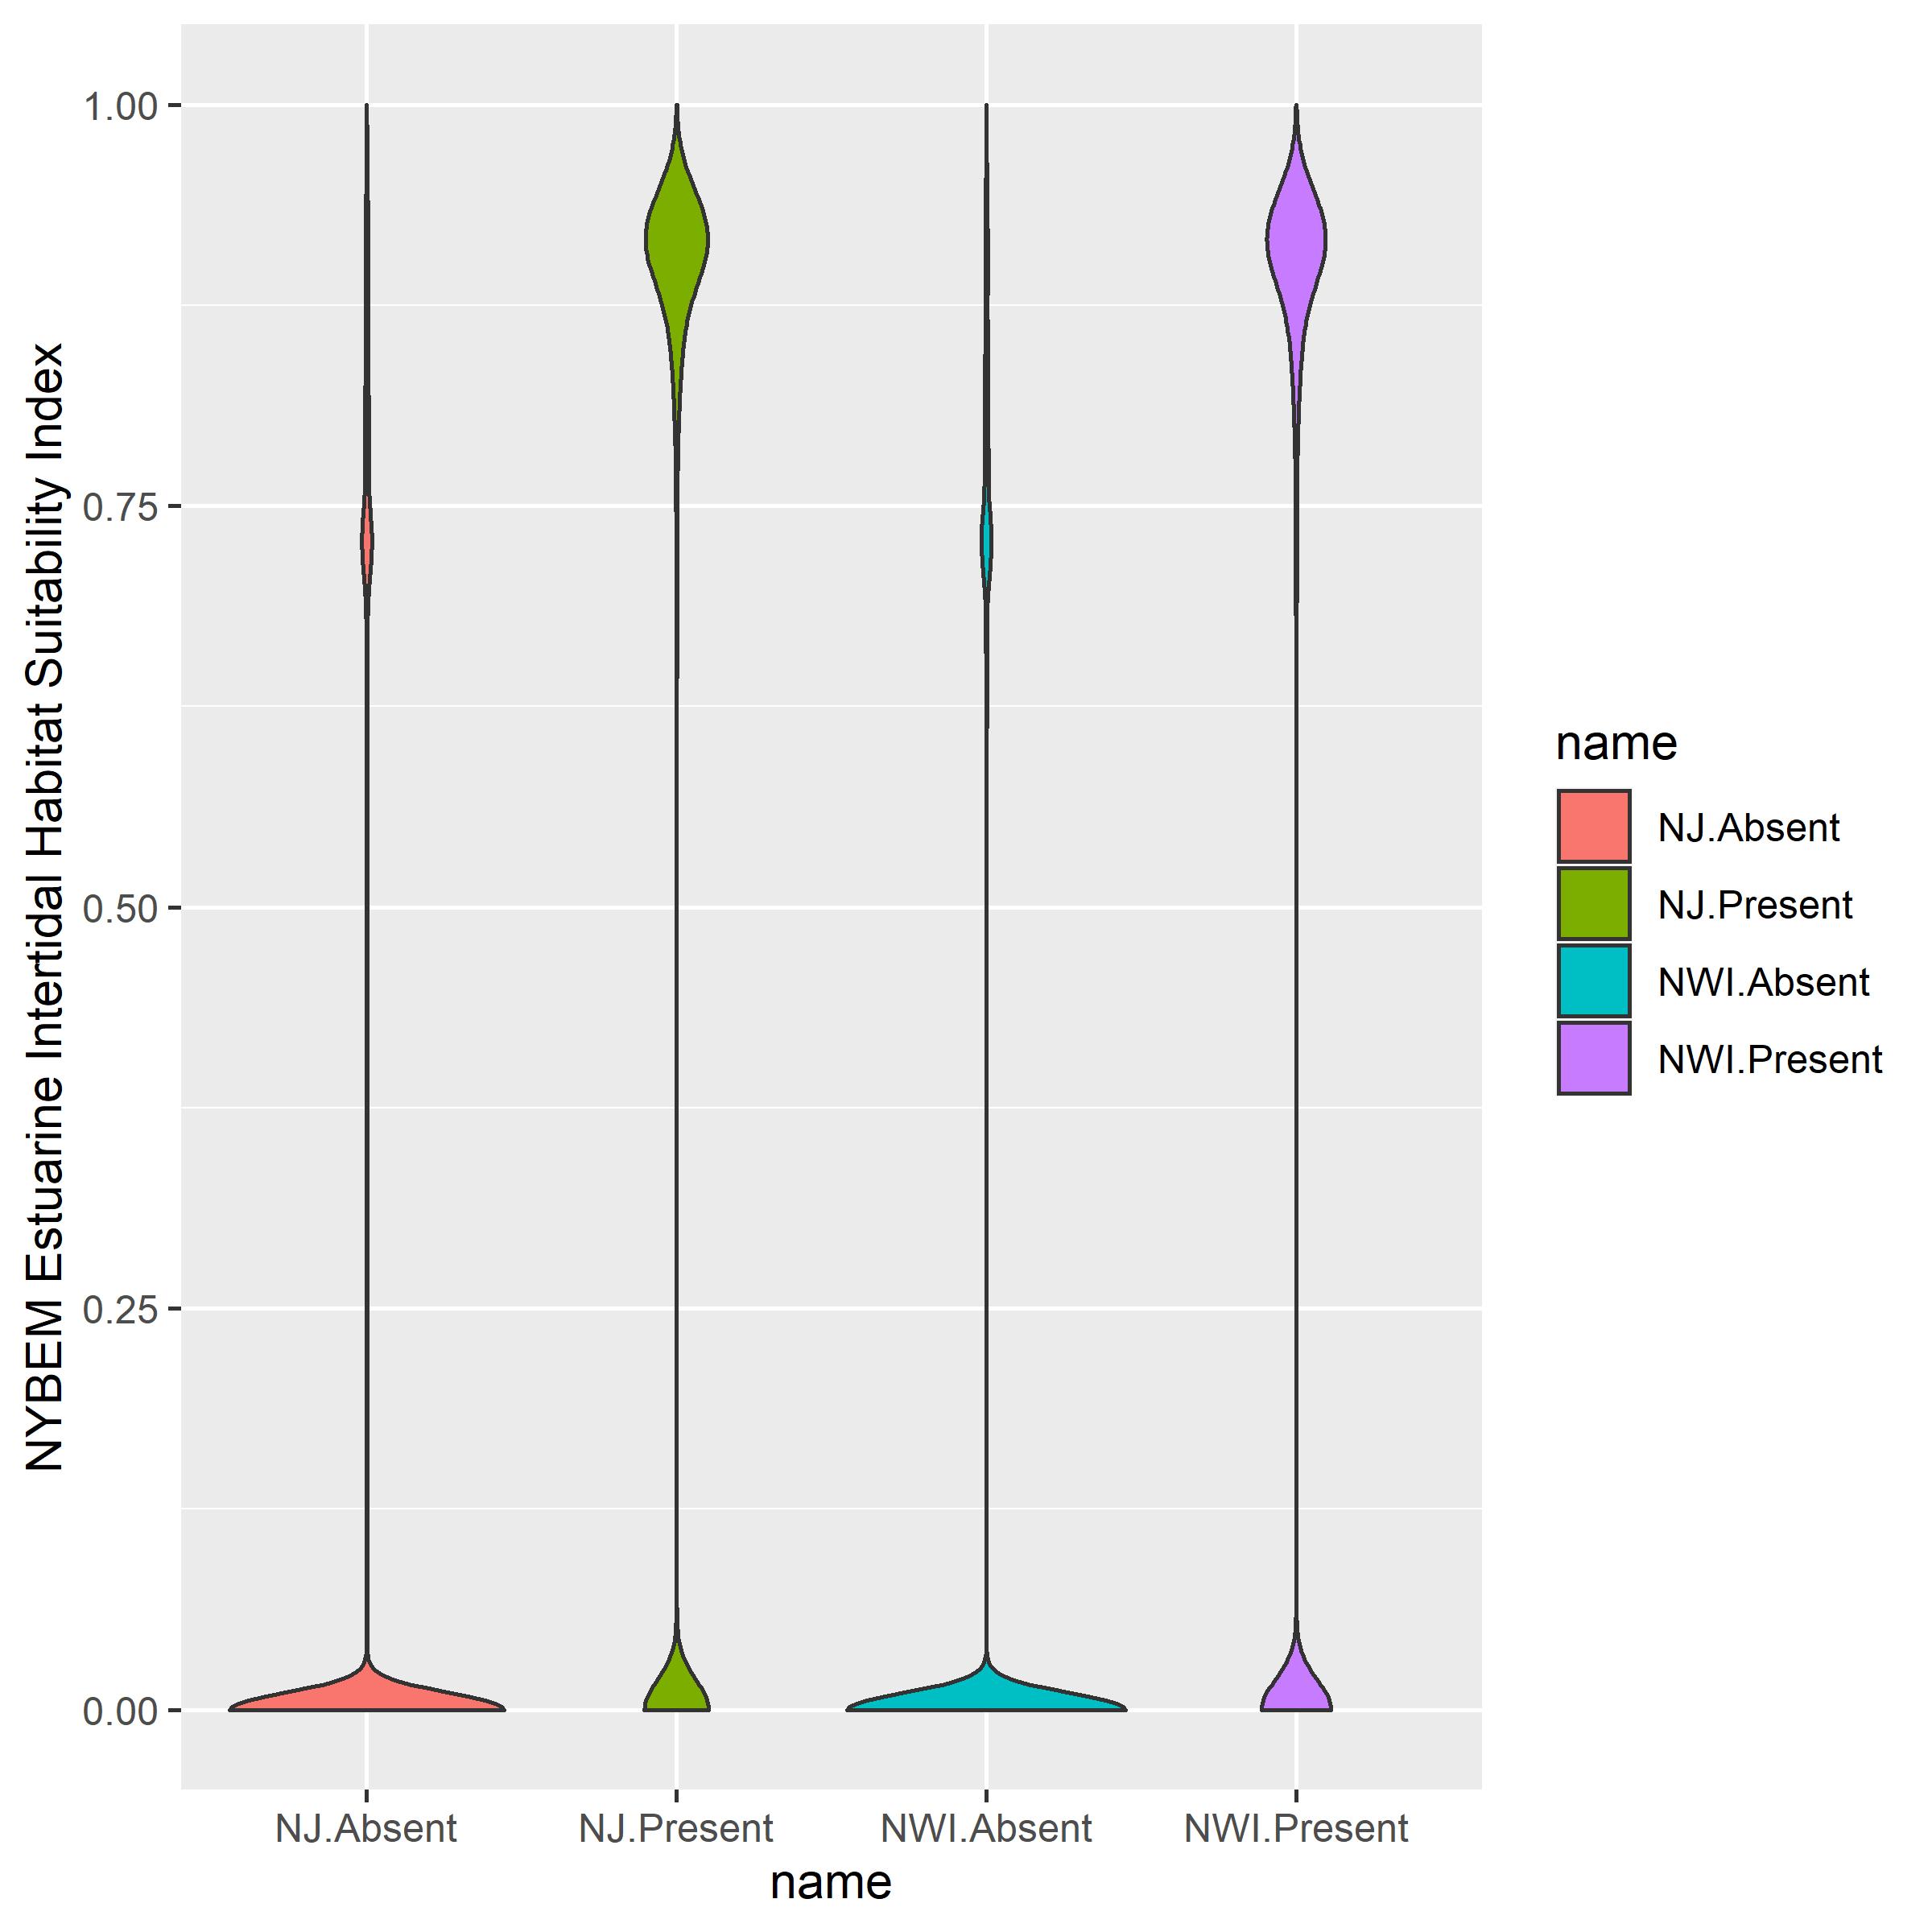 NYBEM Estuarine Intertidal Habitat Suitability Index
1.00
0.75
0.50
0.25
0.00
NJ.Absent
NJ.Present
NWI.Absent
NWI.Present
name
name
NJ.Absent
NJ.Present
NWI.Absent
NWI.Present